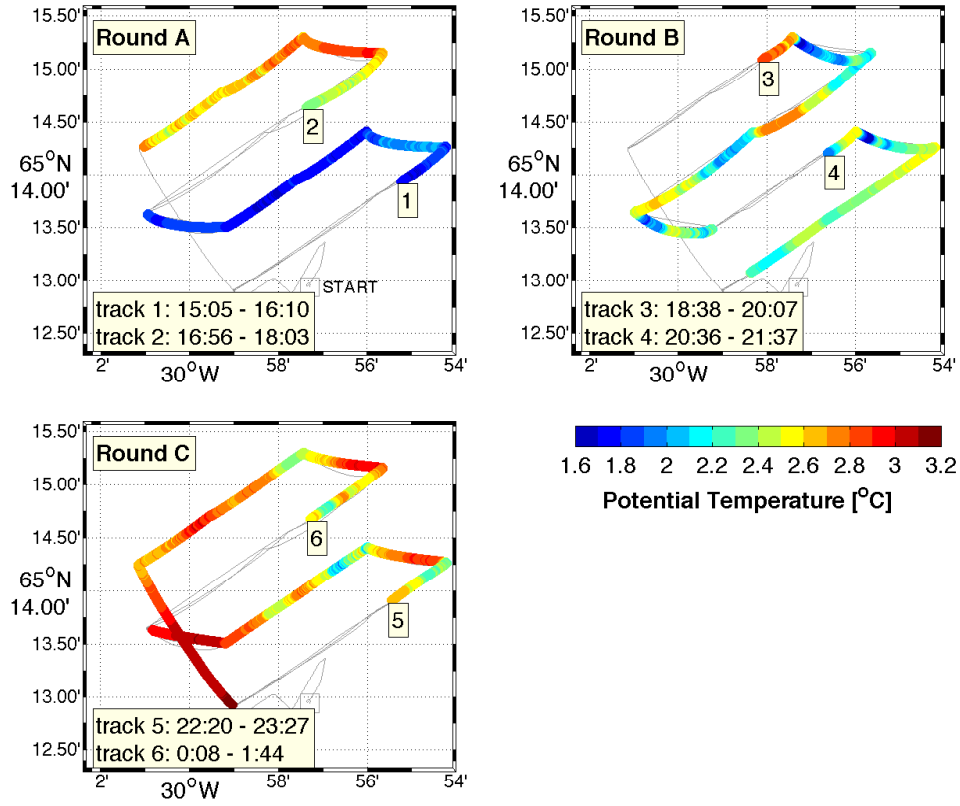 15.50'
Round A
15.00'
14.50'
65°N
14.00'
13.50'
13.00'
12.50'
2
1
START
track 1: 15:05 - 16:10
track 2: 16:56 - 18:03
2'
30°W
58'
56'
54'
15.50'
Round B
15.00'
14.50'
65°N
14.00'
13.50'
13.00'
12.50'
3
4
START
track 3: 18:38 - 20:07
track 4: 20:36 - 21:37
2'
30°W
58'
56'
54'
15.50'
Round C
15.00'
14.50'
65°N
14.00'
13.50'
13.00'
12.50'
6
5
track 5: 22:20 - 23:27
track 6: 0:08 - 1:44
2'
30°W
58'
56'
54'
1.6 1.8 2 2.2 2.4 2.6 2.8 3 3.2
Potential Temperature [°C]